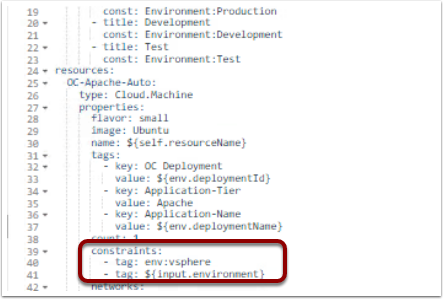 19 const: Environment:Production
20 - title: Development
21 const: Environment:Development
22 - title: Test
23 const: Environment:Test
24 resources:
25 OC-Apache-Auto:
26 type: Cloud.Machine
27 properties:
28 flavor: small
29 image: Ubuntu
30 name: ${self.resourceName}
31 tags:
32 - key: OC Deployment
33 value: ${env.deploymentId}
34 - key: Application-Tier
35 value: Apache
36 - key: Application-Name
37 value: ${env.deploymentName}
38 count: 1
39 constraints:
40 - tag: env:vsphere
41 - tag: ${input.environment}
42 networks: